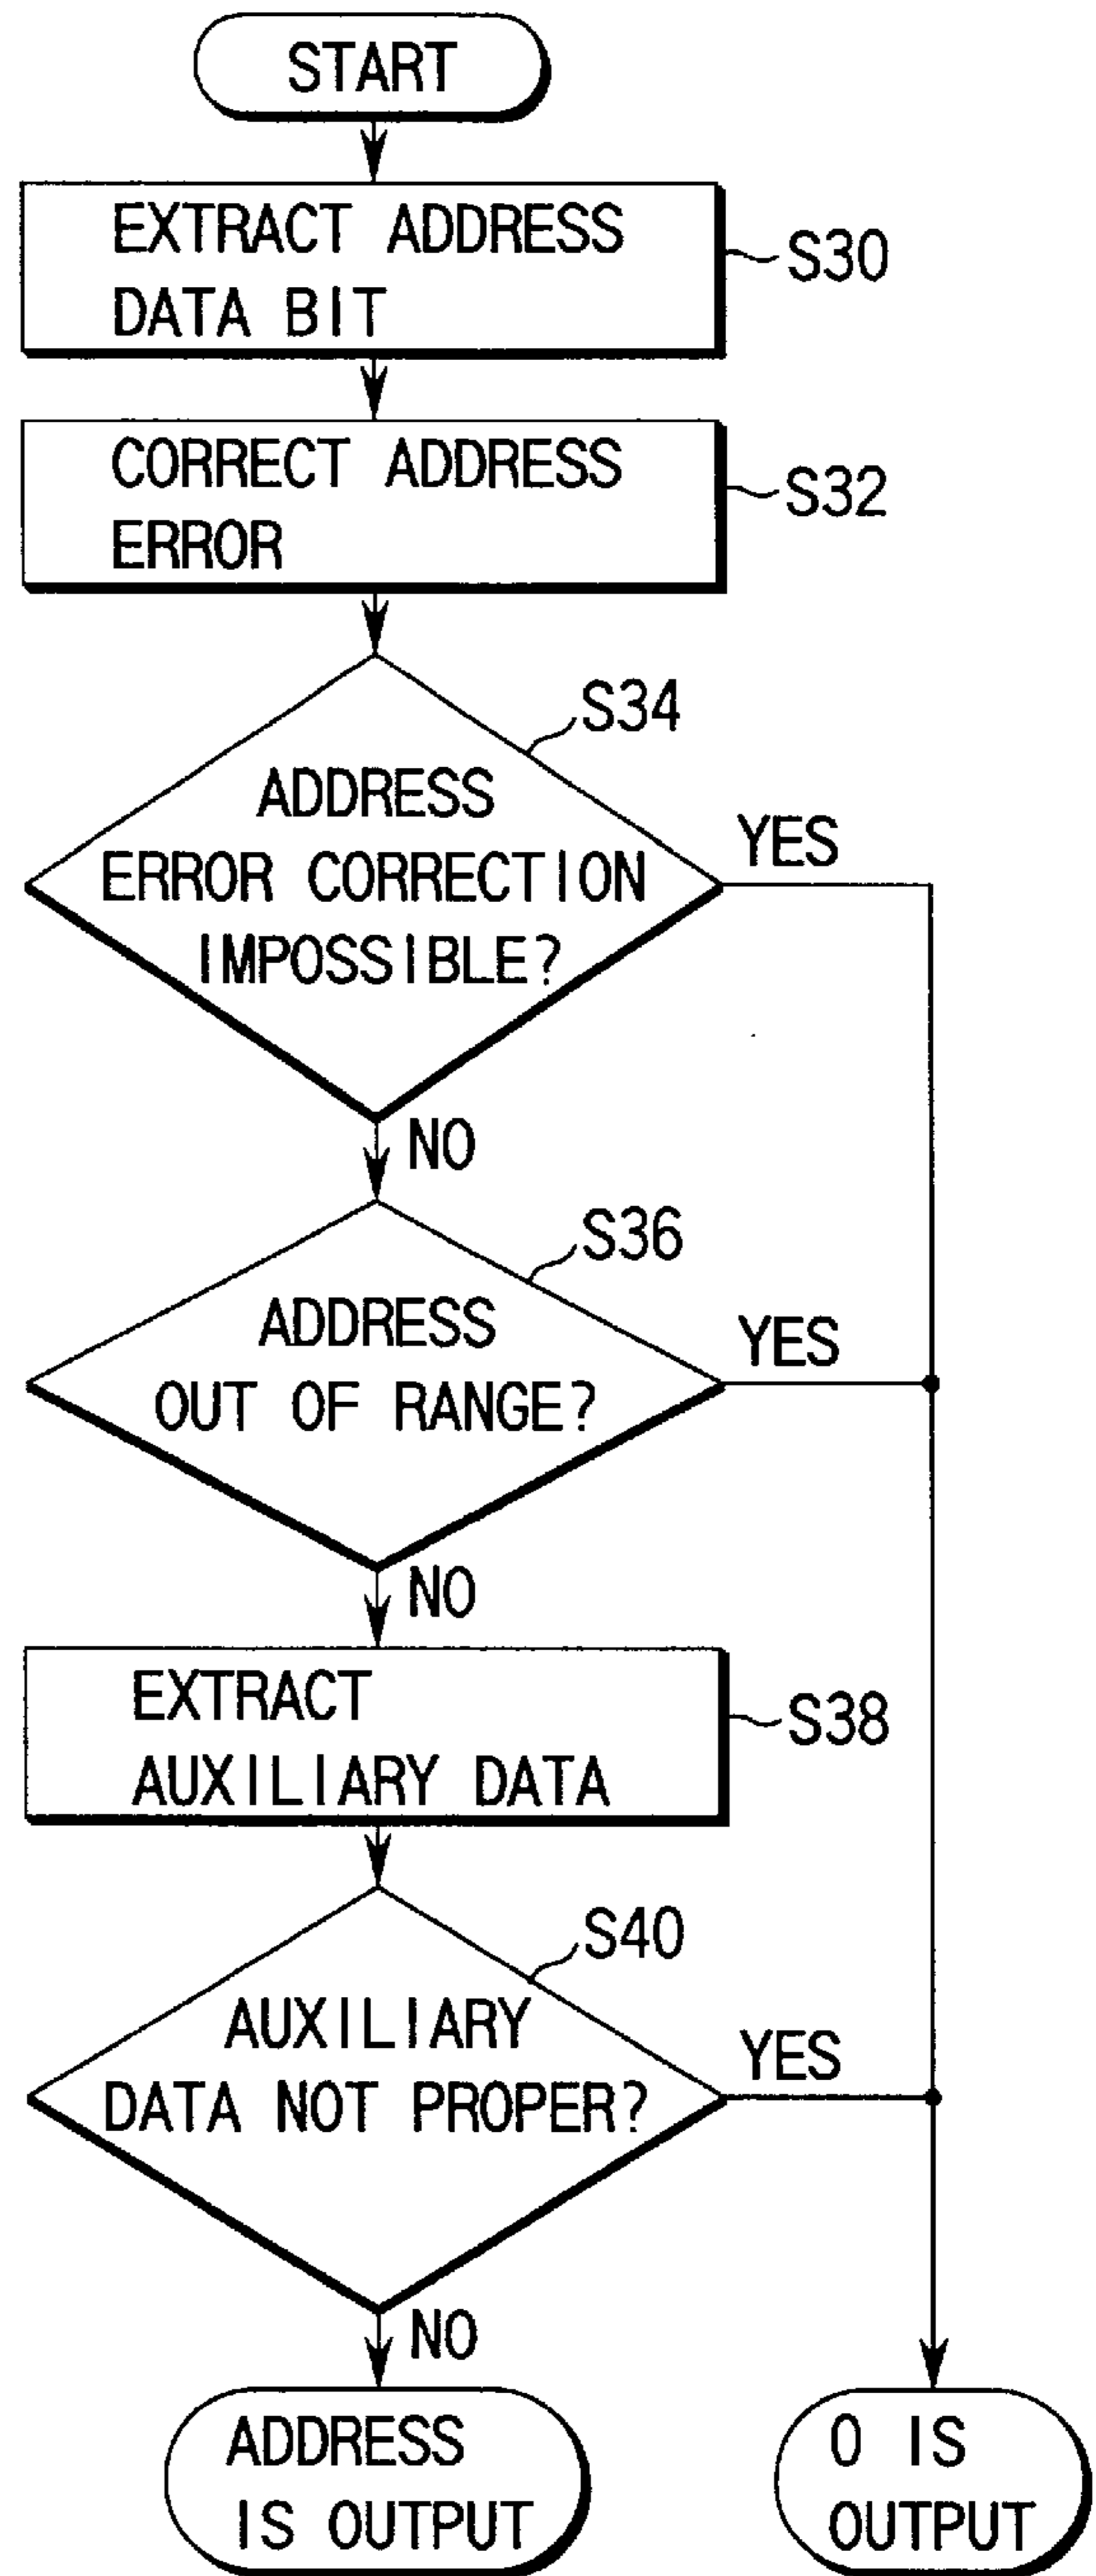 START
EXTRACT ADDRESS
DATA BIT
S30
CORRECT ADDRESS
ERROR
S32
S34
ADDRESS
ERROR CORRECTION
IMPOSSIBLE?
YES
NO
S36
ADDRESS
OUT OF RANGE?
YES
NO
EXTRACT
AUXILIARY DATA
S38
S40
AUXILIARY
DATA NOT PROPER?
YES
NO
ADDRESS
IS OUTPUT
0 IS
OUTPUT